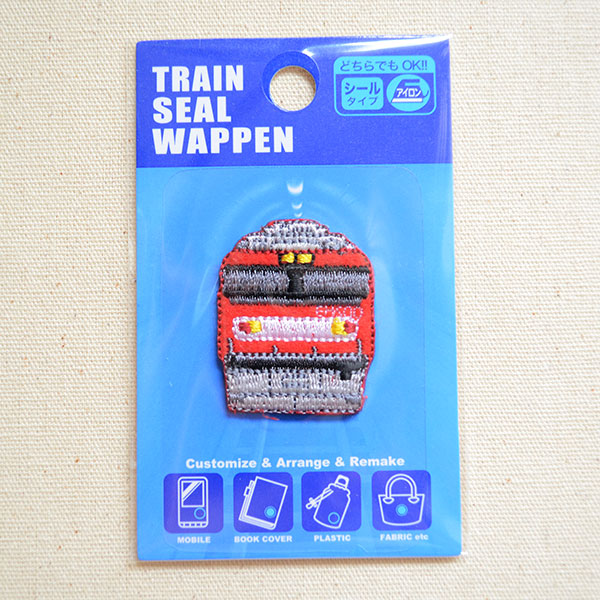 TRAIN
SEAL
WAPPEN
どちらでもOK!!
シール
タイプ
アイロン
Customize & Arrange & Remake
MOBILE
BOOK COVER
PLASTIC
FABRIC etc